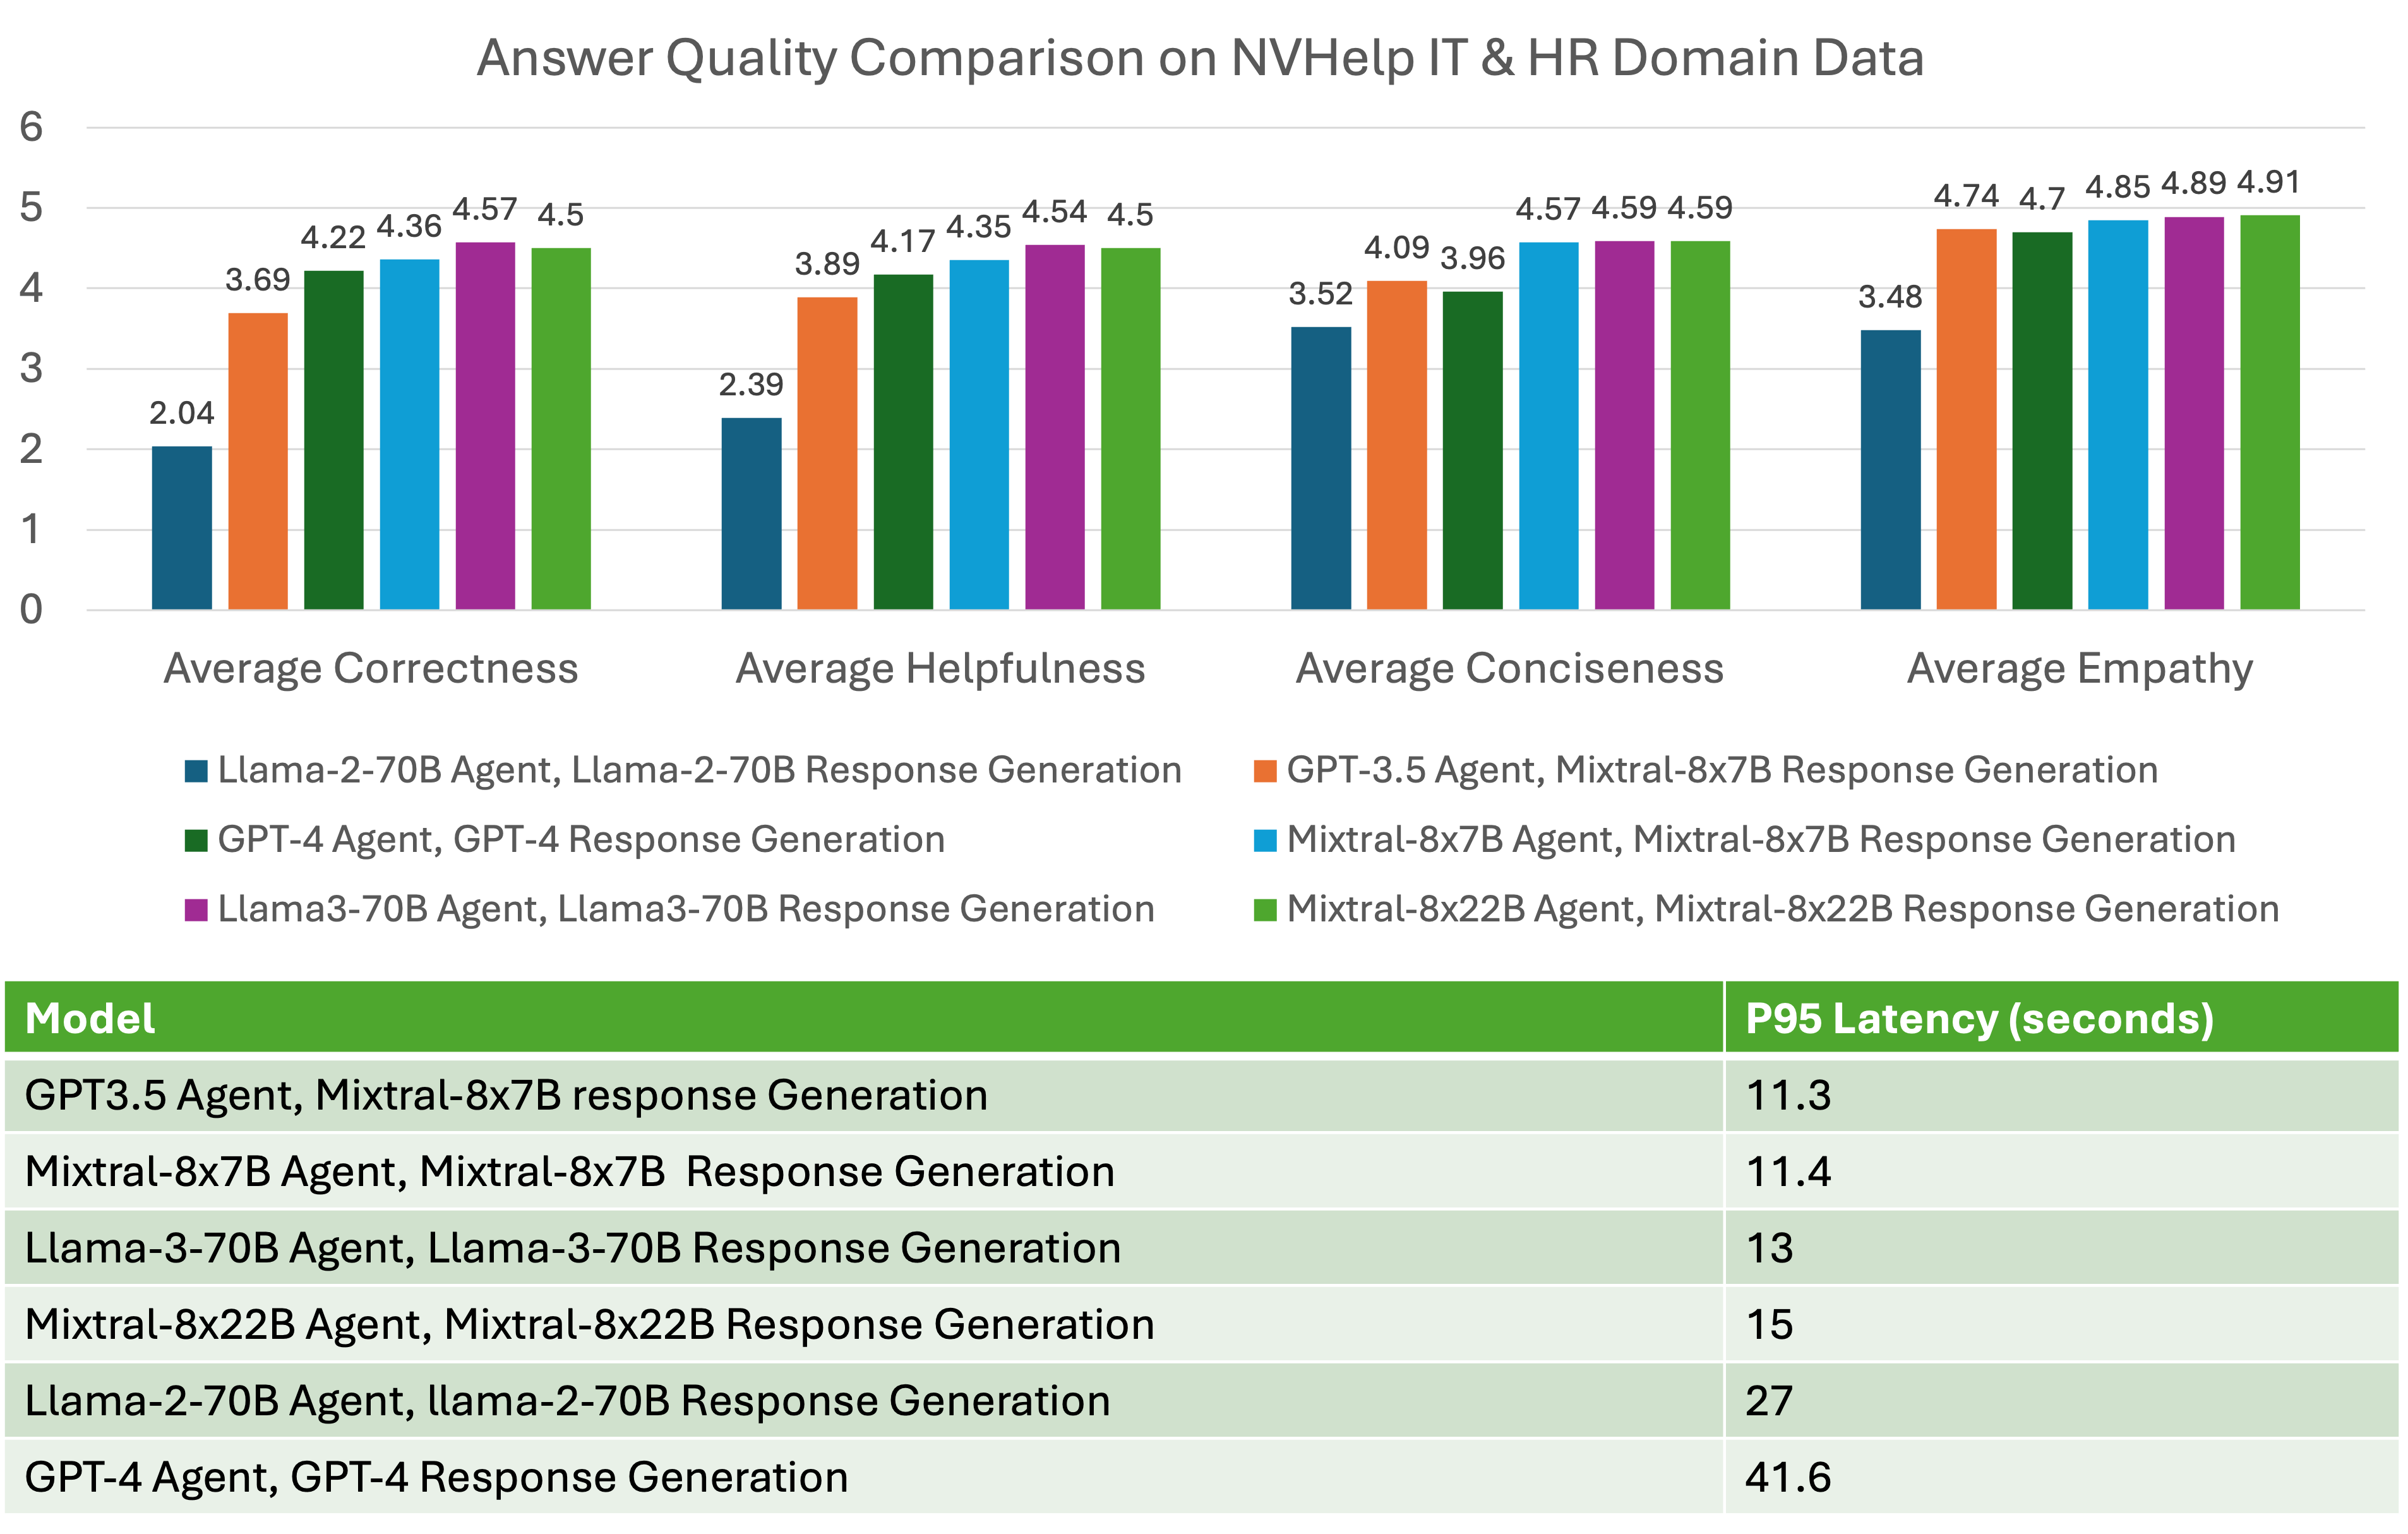 Answer Quality Comparison on NVHelp IT & HR Domain Data
6
5
4
3
2
1
0
2.04
3.69
4.22
4.36
4.57
4.5
2.39
3.89
4.17
4.35
4.54
4.5
3.52
4.09
3.96
4.57
4.59
4.59
3.48
4.74
4.7
4.85
4.89
4.91
Average Correctness
Average Helpfulness
Average Conciseness
Average Empathy
Llama-2-70B Agent, Llama-2-70B Response Generation
GPT-3.5 Agent, Mixtral-8x7B Response Generation
GPT-4 Agent, GPT-4 Response Generation
Mixtral-8x7B Agent, Mixtral-8x7B Response Generation
Llama3-70B Agent, Llama3-70B Response Generation
Mixtral-8x22B Agent, Mixtral-8x22B Response Generation
Model P95 Latency (seconds)
GPT3.5 Agent, Mixtral-8x7B response Generation 11.3
Mixtral-8x7B Agent, Mixtral-8x7B  Response Generation 11.4
Llama-3-70B Agent, Llama-3-70B Response Generation 13
Mixtral-8x22B Agent, Mixtral-8x22B Response Generation 15
Llama-2-70B Agent, llama-2-70B Response Generation 27
GPT-4 Agent, GPT-4 Response Generation 41.6